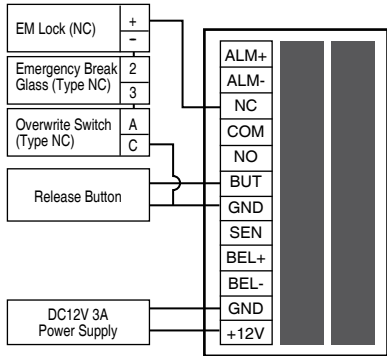 EM Lock (NC)
+
-
Emergency Break
Glass (Type NC)
2
3
Overwrite Switch
(Type NC)
A
C
Release Button
DC12V 3A
Power Supply
ALM+
ALM-
NC
COM
NO
BUT
GND
SEN
BEL+
BEL-
GND
+12V